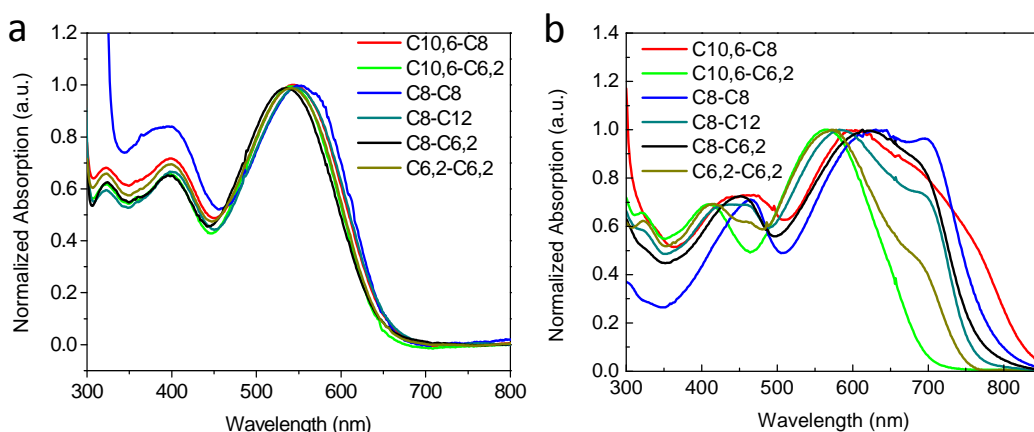 a
1.2
1.0
0.8
0.6
0.4
0.2
0.0
Normalized Absorption (a.u.)
300 400 500 600 700 800
Wavelength (nm)
C10,6-C8
C10,6-C6,2
C8-C8
C8-C12
C8-C6,2
C6,2-C6,2
b
1.4
1.2
1.0
0.8
0.6
0.4
0.2
0.0
Normalized Absorption (a.u.)
300 400 500 600 700 800
Wavelength (nm)
C10,6-C8
C10,6-C6,2
C8-C8
C8-C12
C8-C6,2
C6,2-C6,2